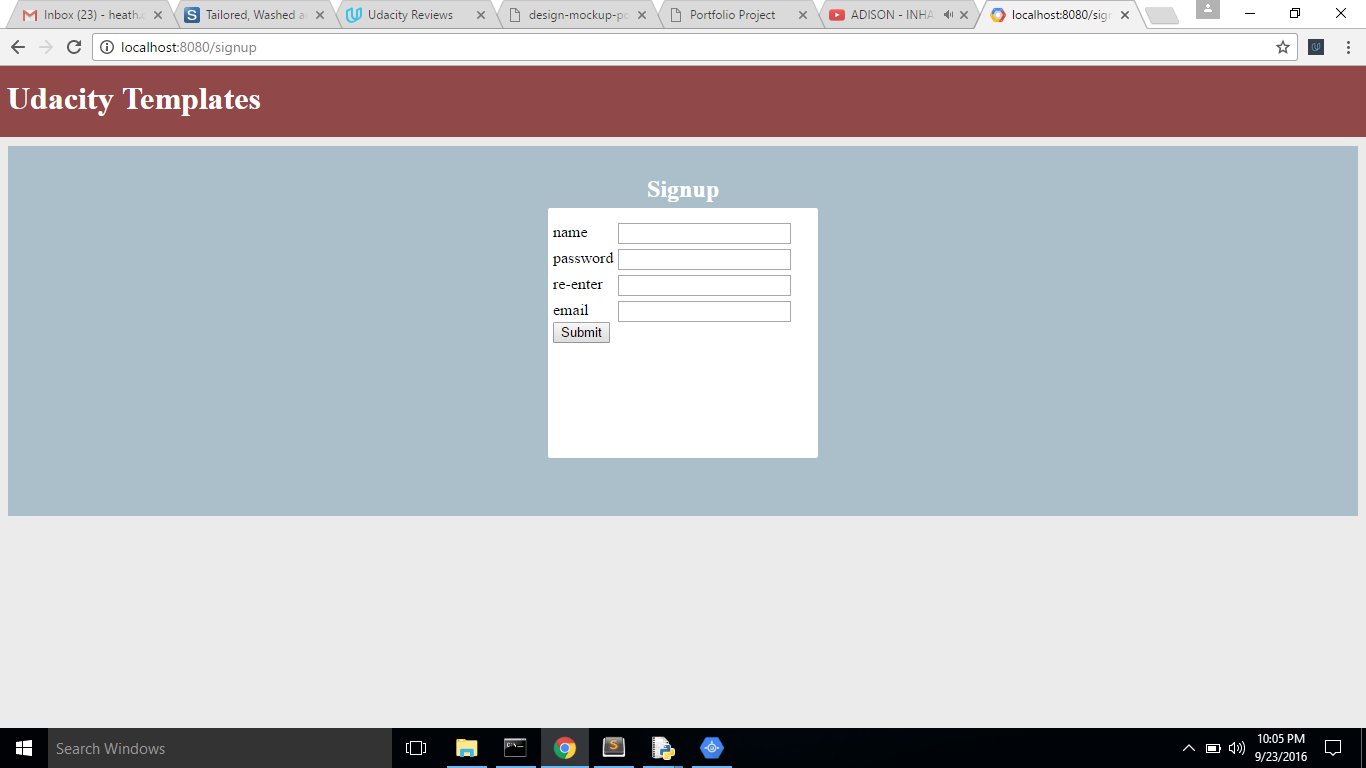 Inbox (23) - heath.
Tailored, Washed a
Udacity Reviews
design-mockup-po
Portfolio Project
ADISON - INHA
localhost:8080/sig
localhost:8080/signup
Udacity Templates
Signup
name
password
re-enter
email
Submit
Search Windows
10:05 PM
9/23/2016